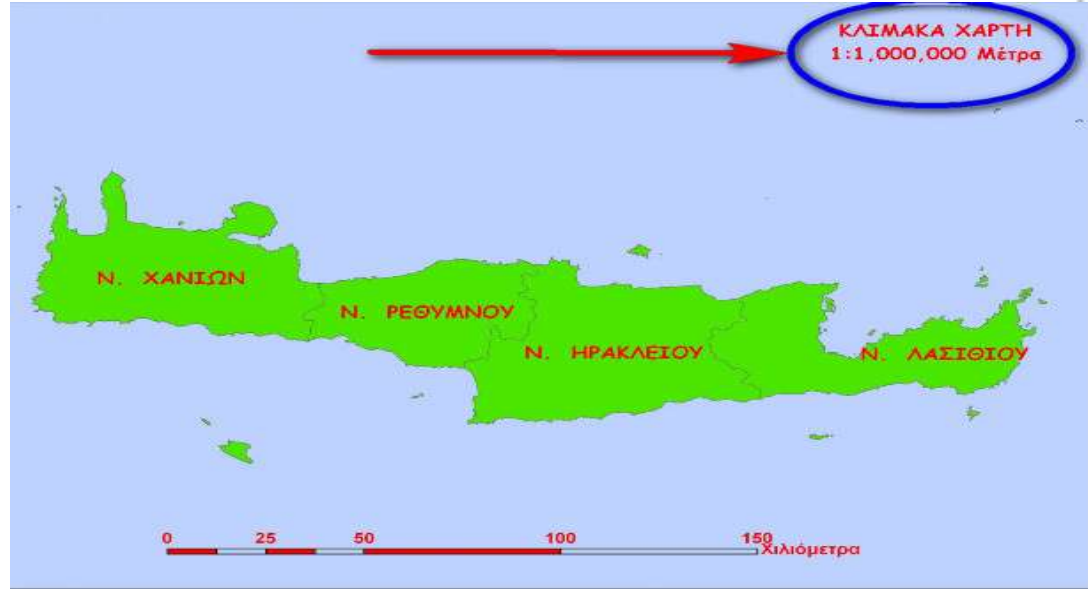 ΚΛΙΜΑΚΑ ΧΑΡΤΗ
1:1,000,000 Μέτρα
Ν. ΧΑΝΙΩΝ
Ν. ΡΕΘΥΜΝΟΥ
Ν. ΗΡΑΚΛΕΙΟΥ
Ν. ΛΑΣΙΘΙΟΥ
0 25 50 100 150
Χιλιόμετρα